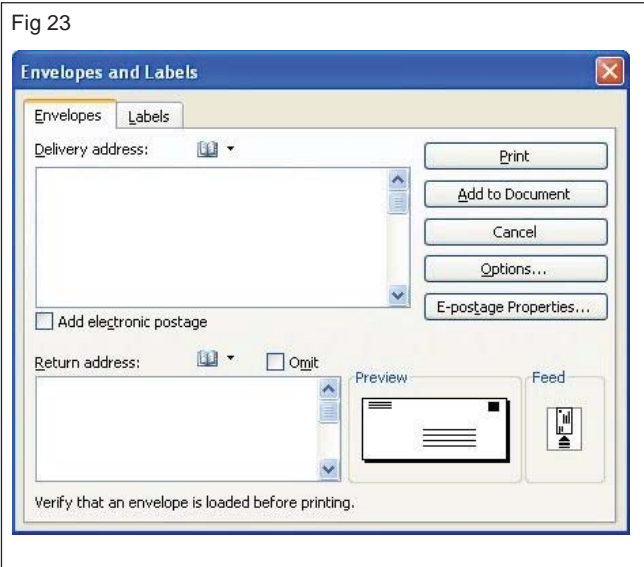 Fig 23
Envelopes and Labels
Envelopes Labels
Delivery address:
Print
Add to Document
Cancel
Options...
E-postage Properties...
Add electronic postage
Return address: Omit
Preview
Feed
Verify that an envelope is loaded before printing.